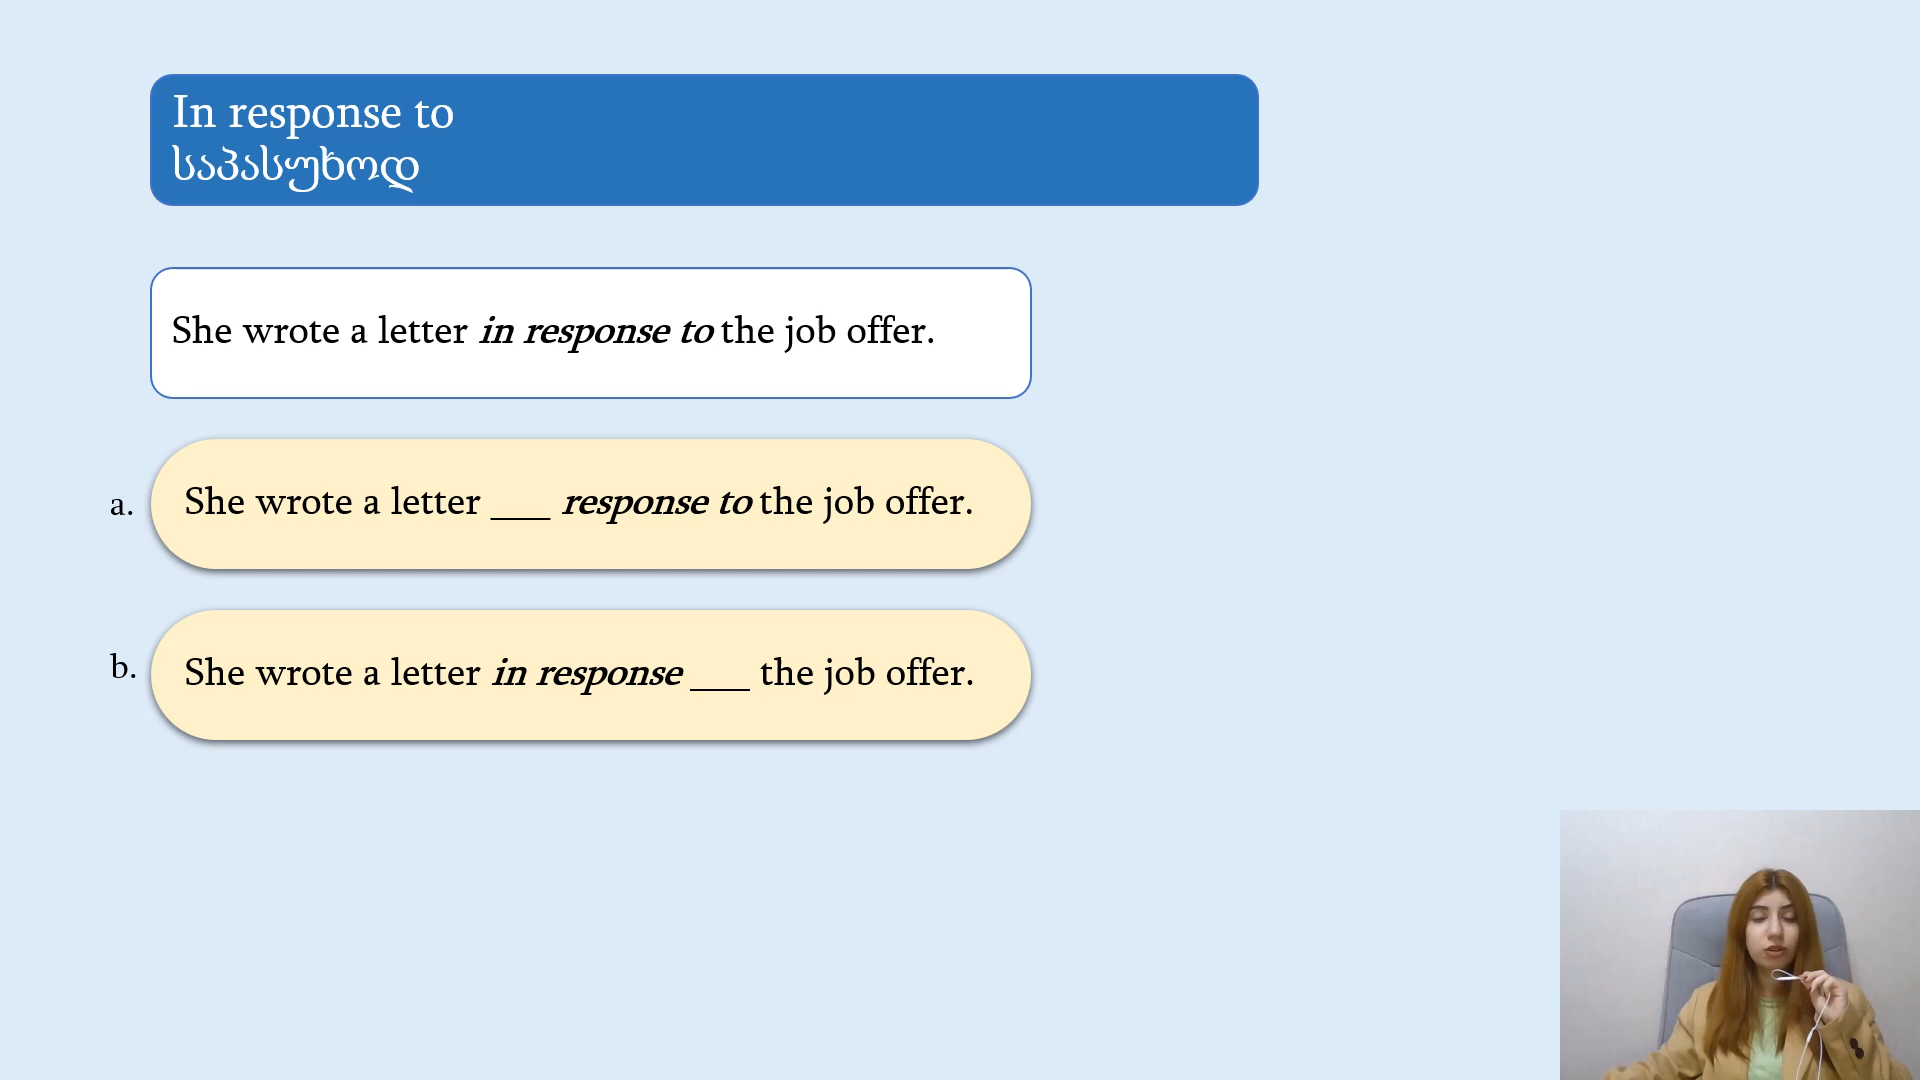 In response to
საპასუხოდ
She wrote a letter in response to the job offer.
a. She wrote a letter ___ response to the job offer.
b. She wrote a letter in response ___ the job offer.